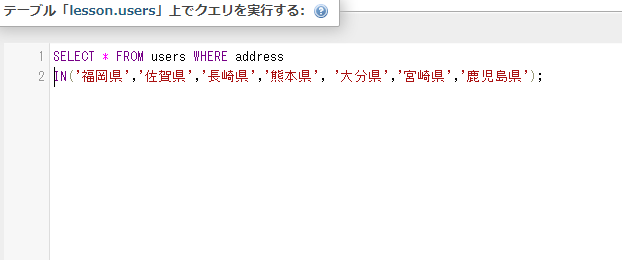 テーブル「lesson.users」上でクエリを実行する:
1 SELECT * FROM users WHERE address
2 IN('福岡県','佐賀県','長崎県','熊本県', '大分県','宮崎県','鹿児島県');